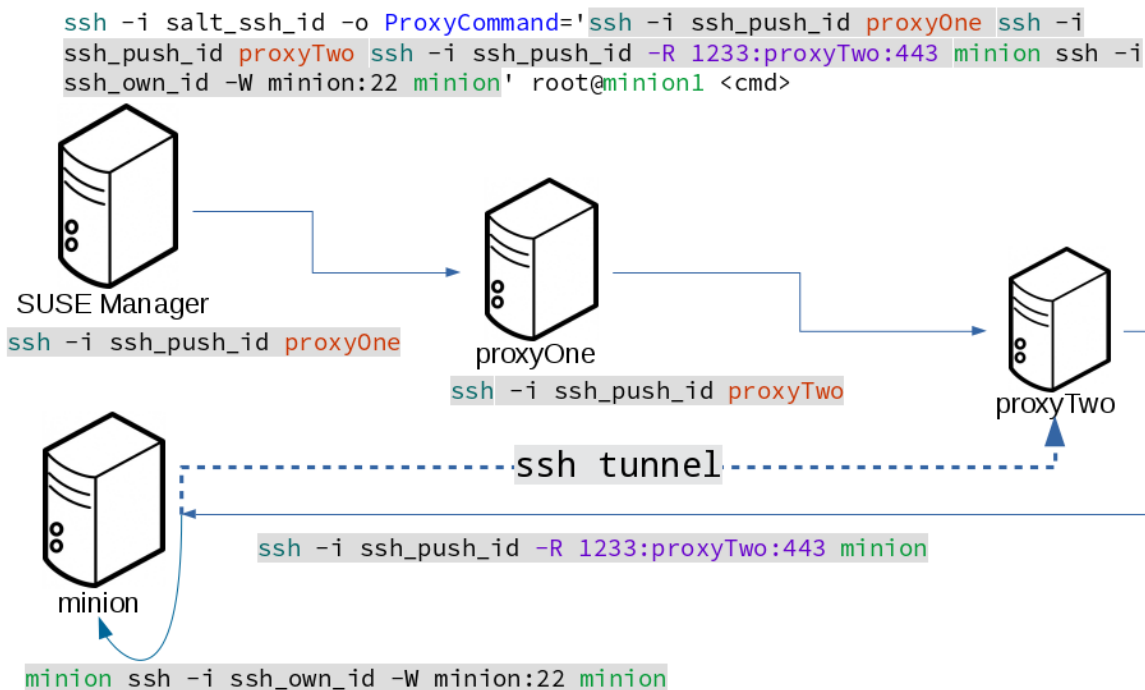 ssh -i salt_ssh_id -o ProxyCommand='ssh -i ssh_push_id proxyOne ssh -i
ssh_push_id proxyTwo ssh -i ssh_push_id -R 1233:proxyTwo:443 minion ssh -i
ssh_own_id -W minion:22 minion' root@minion1 <cmd>
SUSE Manager
ssh -i ssh_push_id proxyOne
proxyOne
ssh -i ssh_push_id proxyTwo
proxyTwo
ssh tunnel
ssh -i ssh_push_id -R 1233:proxyTwo:443 minion
minion
minion ssh -i ssh_own_id -W minion:22 minion